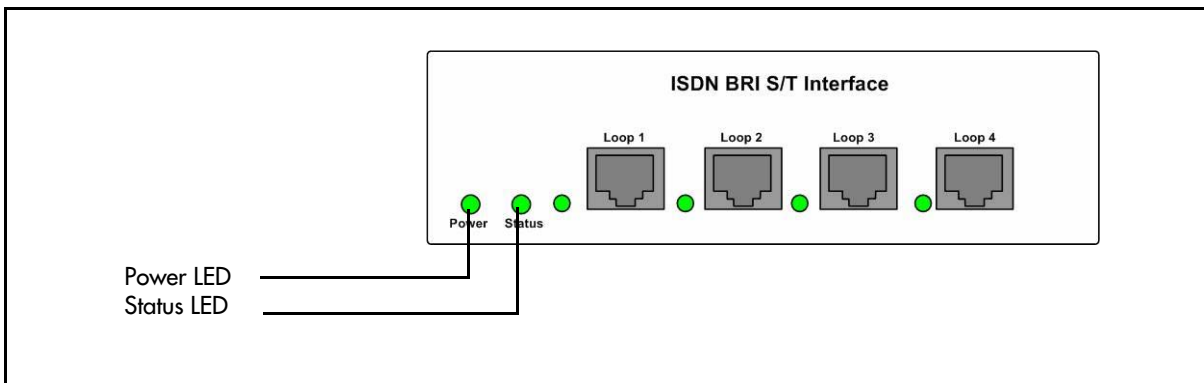 ISDN BRI S/T Interface
Loop 1 Loop 2 Loop 3 Loop 4
Power Status
Power LED
Status LED